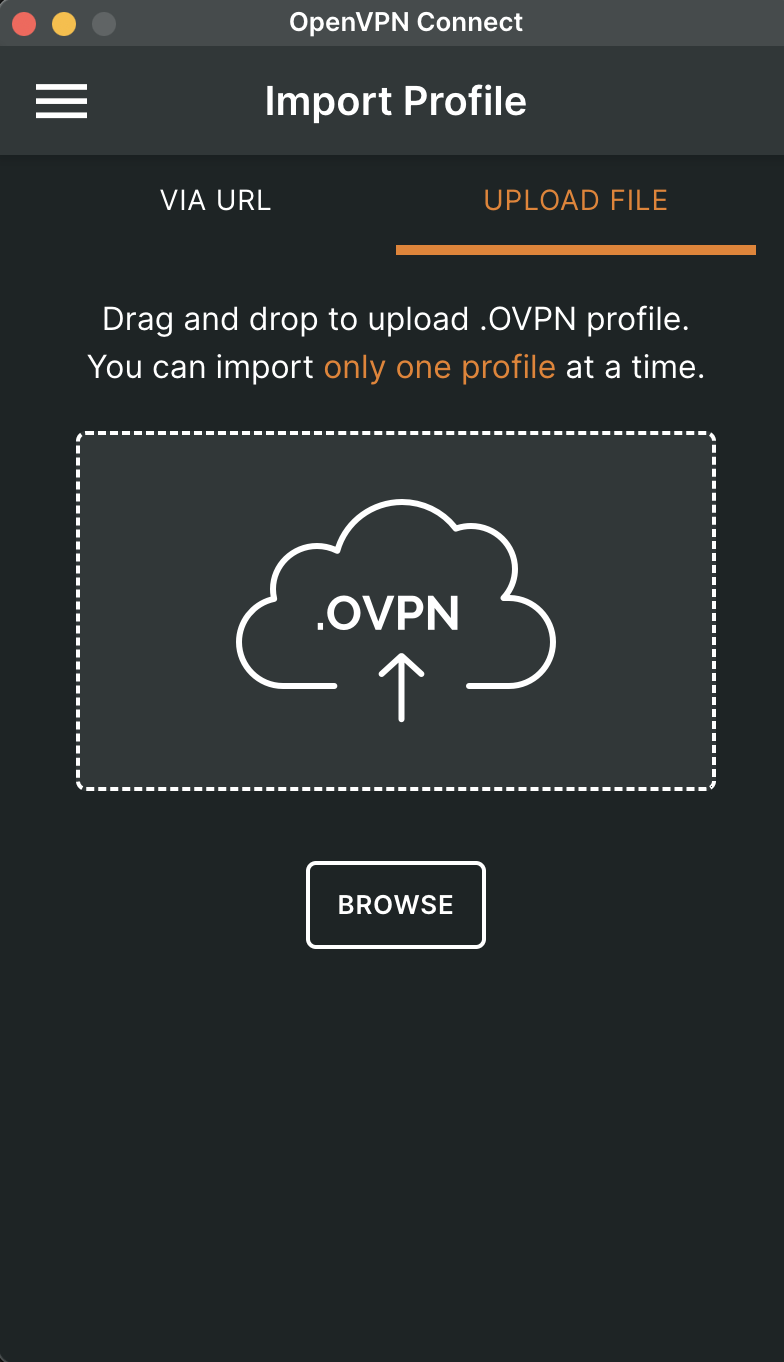 OpenVPN Connect
Import Profile
VIA URL
UPLOAD FILE
Drag and drop to upload .OVPN profile.
You can import only one profile at a time.
.OVPN
BROWSE